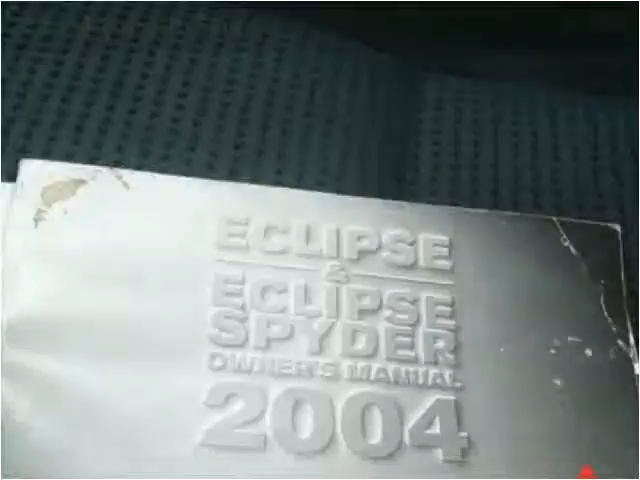 ECLIPSE
&
ECLIPSE
SPYDER
OWNER'S MANUAL
2004